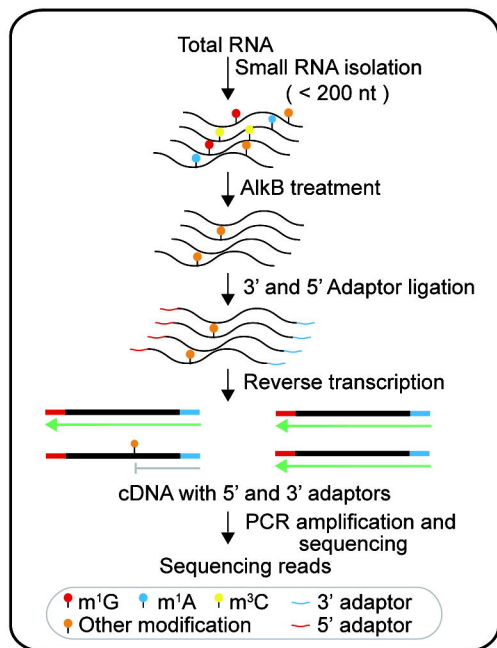 Total RNA
Small RNA isolation
( < 200 nt )
AlkB treatment
3’ and 5’ Adaptor ligation
Reverse transcription
cDNA with 5’ and 3’ adaptors
PCR amplification and
sequencing
Sequencing reads
m¹G m¹A m³C 3’ adaptor
Other modification 5’ adaptor